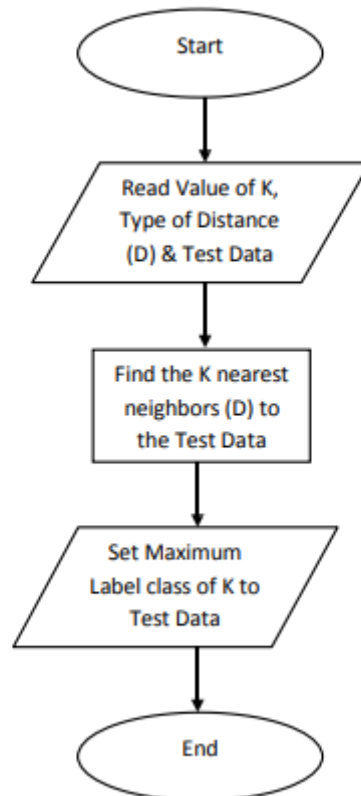 Start
Read Value of K,
Type of Distance
(D) & Test Data
Find the K nearest
neighbors (D) to
the Test Data
Set Maximum
Label class of K to
Test Data
End